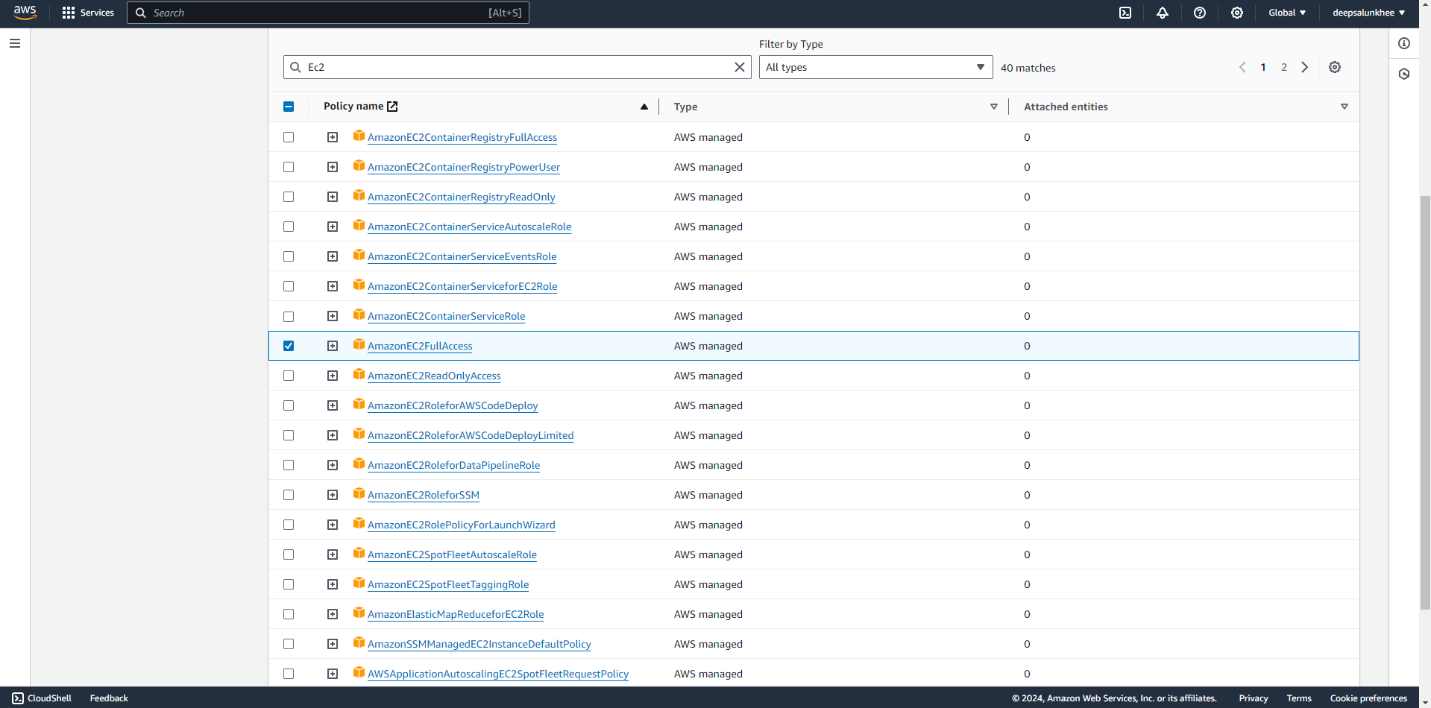 aws Services Search [Alt+S] Global ▼ deepsalunkhee ▼
Filter by Type
Ec2 All types 40 matches 1 2
Policy name Type Attached entities
AmazonEC2ContainerRegistryFullAccess AWS managed 0
AmazonEC2ContainerRegistryPowerUser AWS managed 0
AmazonEC2ContainerRegistryReadOnly AWS managed 0
AmazonEC2ContainerServiceAutoscaleRole AWS managed 0
AmazonEC2ContainerServiceEventsRole AWS managed 0
AmazonEC2ContainerServiceforEC2Role AWS managed 0
AmazonEC2ContainerServiceRole AWS managed 0
AmazonEC2FullAccess AWS managed 0
AmazonEC2ReadOnlyAccess AWS managed 0
AmazonEC2RoleforAWSCodeDeploy AWS managed 0
AmazonEC2RoleforAWSCodeDeployLimited AWS managed 0
AmazonEC2RoleforDataPipelineRole AWS managed 0
AmazonEC2RoleforSSM AWS managed 0
AmazonEC2RolePolicyForLaunchWizard AWS managed 0
AmazonEC2SpotFleetAutoscaleRole AWS managed 0
AmazonEC2SpotFleetTaggingRole AWS managed 0
AmazonElasticMapReduceforEC2Role AWS managed 0
AmazonSSMManagedEC2InstanceDefaultPolicy AWS managed 0
AWSApplicationAutoscalingEC2SpotFleetRequestPolicy AWS managed 0
CloudShell Feedback © 2024, Amazon Web Services, Inc. or its affiliates. Privacy Terms Cookie preferences